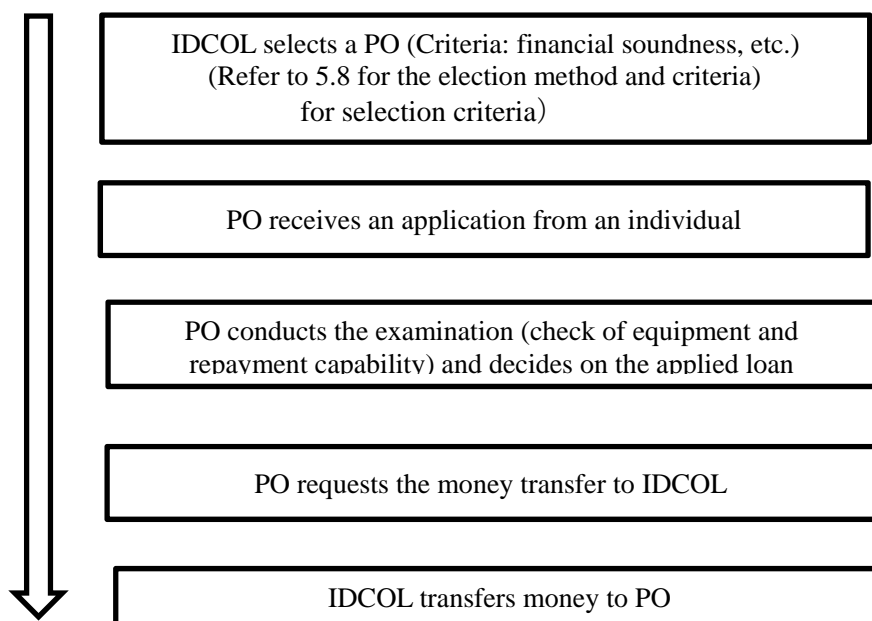 IDCOL selects a PO (Criteria: financial soundness, etc.)
(Refer to 5.8 for the election method and criteria)
for selection criteria）
PO receives an application from an individual
PO conducts the examination (check of equipment and
repayment capability) and decides on the applied loan
PO requests the money transfer to IDCOL
IDCOL transfers money to PO